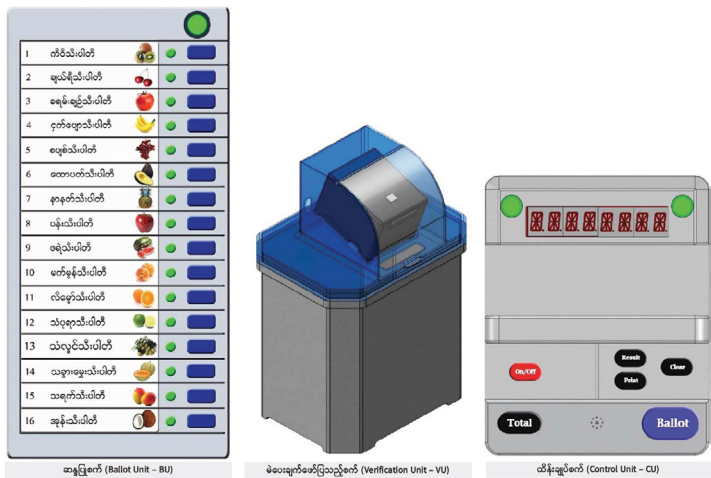 1 ကီဝီသီးပါတီ
2 ချယ်ရီသီးပါတီ
3 ခရမ်းချဉ်သီးပါတီ
4 ငှက်ပျောသီးပါတီ
5 စပျစ်သီးပါတီ
6 ထောပတ်သီးပါတီ
7 နာနတ်သီးပါတီ
8 ပန်းသီးပါတီ
9 ဖရဲသီးပါတီ
10 မက်မွန်သီးပါတီ
11 လိမ္မော်သီးပါတီ
12 သံပုရာသီးပါတီ
13 သံလွင်သီးပါတီ
14 သခွားမွှေးသီးပါတီ
15 သရက်သီးပါတီ
16 အုန်းသီးပါတီ
ဆန္ဒပြုစက် (Ballot Unit – BU)
မဲပေးချက်ဖော်ပြသည့်စက် (Verification Unit – VU)
On/Off
Result
Print
Clear
Total
Ballot
ထိန်းချုပ်စက် (Control Unit – CU)